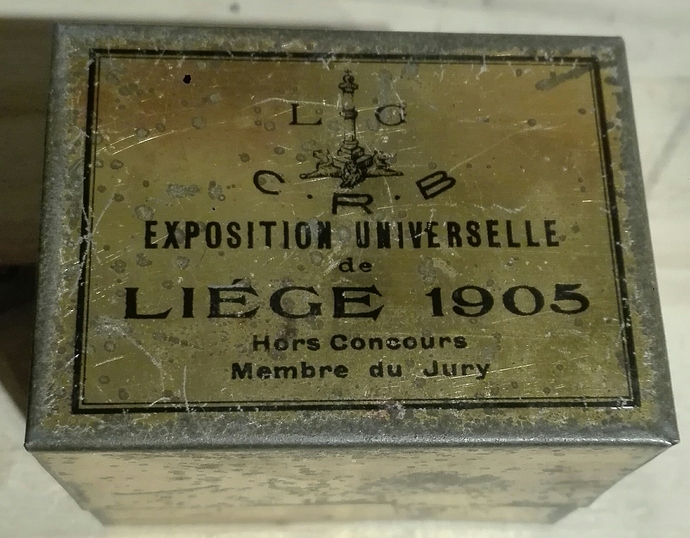 L G
C. R. B
EXPOSITION UNIVERSELLE
de
LIÉGE 1905
Hors Concours
Membre du Jury